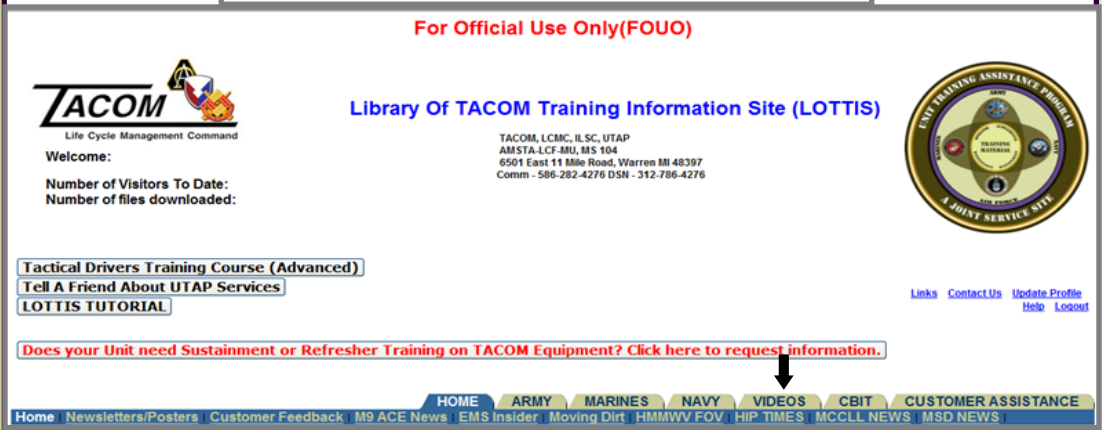 For Official Use Only(FOUO)
TACOM
Life Cycle Management Command
Library Of TACOM Training Information Site (LOTTIS)
TACOM, LCMC, ILSC, UTAP
AMSTA-LCF-MU, MS 104
6501 East 11 Mile Road, Warren MI 48397
Comm - 586-282-4276 DSN - 312-786-4276
UNIT TRAINING ASSISTANCE PROGRAM
ARMY
MARINES
TRAINING
MATERIAL
NAVY
AIR FORCE
A JOINT SERVICE SITE
Welcome:
Number of Visitors To Date:
Number of files downloaded:
Tactical Drivers Training Course (Advanced)
Tell A Friend About UTAP Services
LOTTIS TUTORIAL
Links Contact Us Update Profile
Help Logout
Does your Unit need Sustainment or Refresher Training on TACOM Equipment? Click here to request information.
HOME ARMY MARINES NAVY VIDEOS CBIT CUSTOMER ASSISTANCE
Home | Newsletters/Posters | Customer Feedback | M9 ACE News | EMS Insider | Moving Dirt | HMMWV FOV | HIP TIMES | MCCLL NEWS | MSD NEWS |